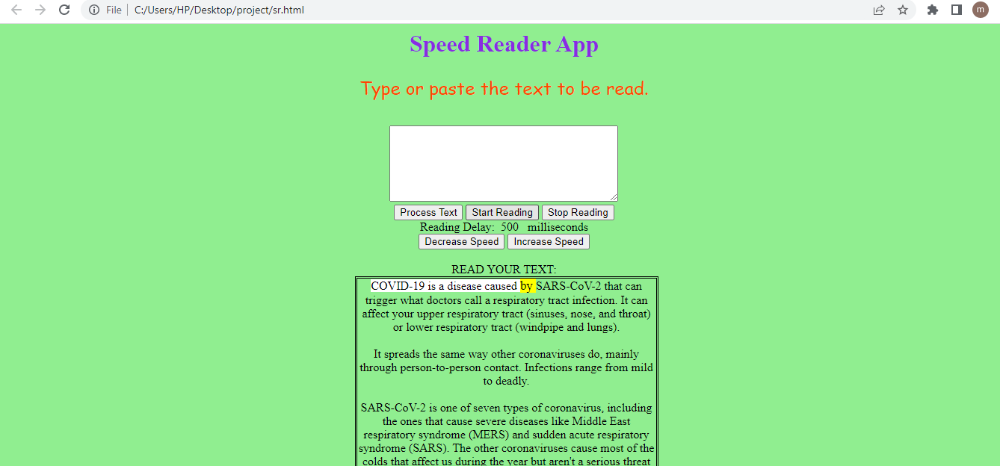 File C:/Users/HP/Desktop/project/sr.html
m
Speed Reader App
Type or paste the text to be read.
Process Text Start Reading Stop Reading
Reading Delay: 500 milliseconds
Decrease Speed Increase Speed
READ YOUR TEXT:
COVID-19 is a disease caused by SARS-CoV-2 that can
trigger what doctors call a respiratory tract infection. It can
affect your upper respiratory tract (sinuses, nose, and throat)
or lower respiratory tract (windpipe and lungs).
It spreads the same way other coronaviruses do, mainly
through person-to-person contact. Infections range from mild
to deadly.
SARS-CoV-2 is one of seven types of coronavirus, including
the ones that cause severe diseases like Middle East
respiratory syndrome (MERS) and sudden acute respiratory
syndrome (SARS). The other coronaviruses cause most of the
colds that affect us during the year but aren't a serious threat